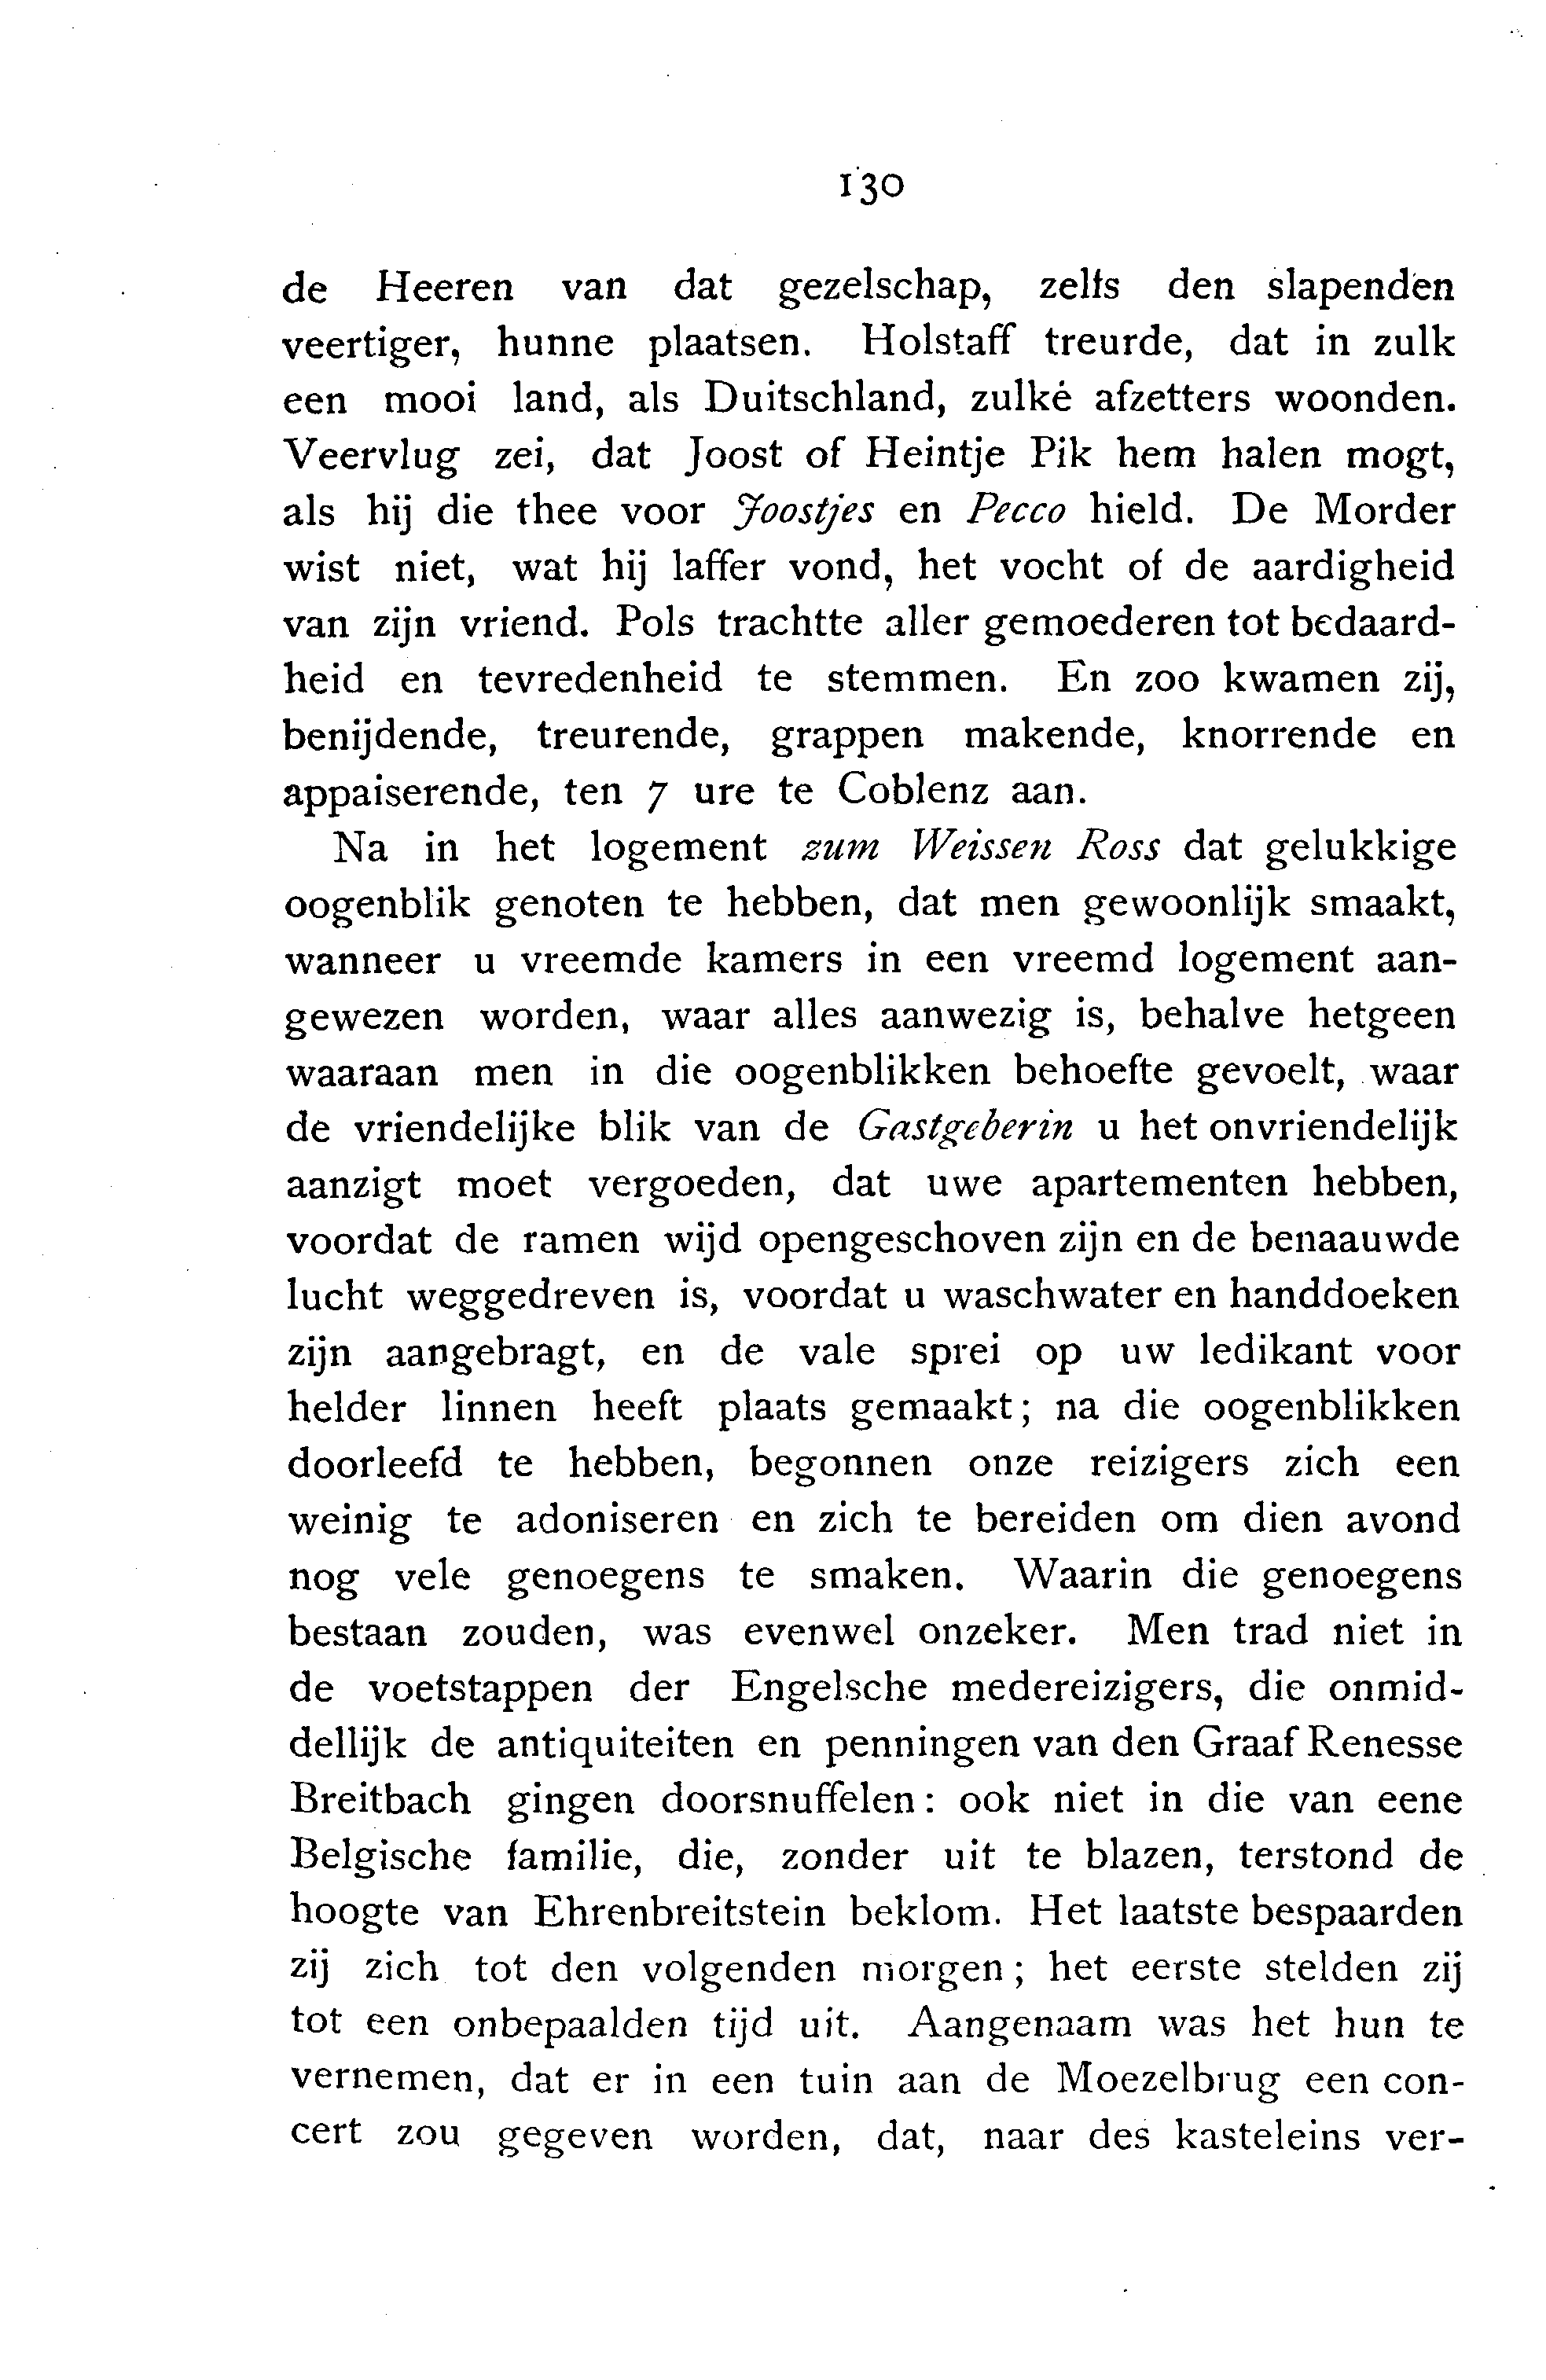 130
de Heeren van dat gezelschap, zelfs den slapenden
veertiger, hunne plaatsen. Holstaff treurde, dat in zulk
een mooi land, als Duitschland, zulke afzetters woonden.
Veervlug zei, dat Joost of Heintje Pik hem halen mogt,
als hij die thee voor Joostjes en Pecco hield. De Morder
wist niet, wat hij laffer vond, het vocht of de aardigheid
van zijn vriend. Pols trachtte aller gemoederen tot bedaard-
heid en tevredenheid te stemmen. En zoo kwamen zij,
benijdende, treurende, grappen makende, knorrende en
appaiserende, ten 7 ure te Coblenz aan.
Na in het logement zum Weissen Ross dat gelukkige
oogenblik genoten te hebben, dat men gewoonlijk smaakt,
wanneer u vreemde kamers in een vreemd logement aan-
gewezen worden, waar alles aanwezig is, behalve hetgeen
waaraan men in die oogenblikken behoefte gevoelt, waar
de vriendelijke blik van de Gastgeberin u het onvriendelijk
aanzigt moet vergoeden, dat uwe apartementen hebben,
voordat de ramen wijd opengeschoven zijn en de benaauwde
lucht weggedreven is, voordat u waschwater en handdoeken
zijn aangebragt, en de vale sprei op uw ledikant voor
helder linnen heeft plaats gemaakt; na die oogenblikken
doorleefd te hebben, begonnen onze reizigers zich een
weinig te adoniseren en zich te bereiden om dien avond
nog vele genoegens te smaken. Waarin die genoegens
bestaan zouden, was evenwel onzeker. Men trad niet in
de voetstappen der Engelsche medereizigers, die onmid-
dellijk de antiquiteiten en penningen van den Graaf Renesse
Breitbach gingen doorsnuffelen: ook niet in die van eene
Belgische familie, die, zonder uit te blazen, terstond de
hoogte van Ehrenbreitstein beklom. Het laatste bespaarden
zij zich tot den volgenden morgen; het eerste stelden zij
tot een onbepaalden tijd uit. Aangenaam was het hun te
vernemen, dat er in een tuin aan de Moezelbrug een con-
cert zou gegeven worden, dat, naar des kasteleins ver-